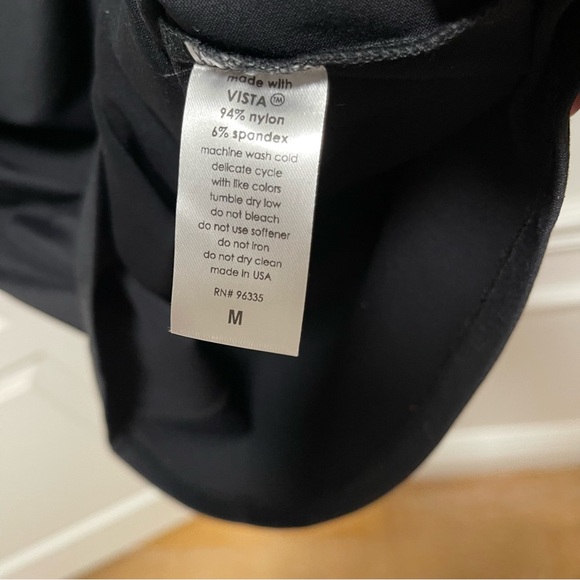 made with
VISTA™
94% nylon
6% spandex
machine wash cold
delicate cycle
with like colors
tumble dry low
do not bleach
do not use softener
do not iron
do not dry clean
made in USA
RN# 96335
M